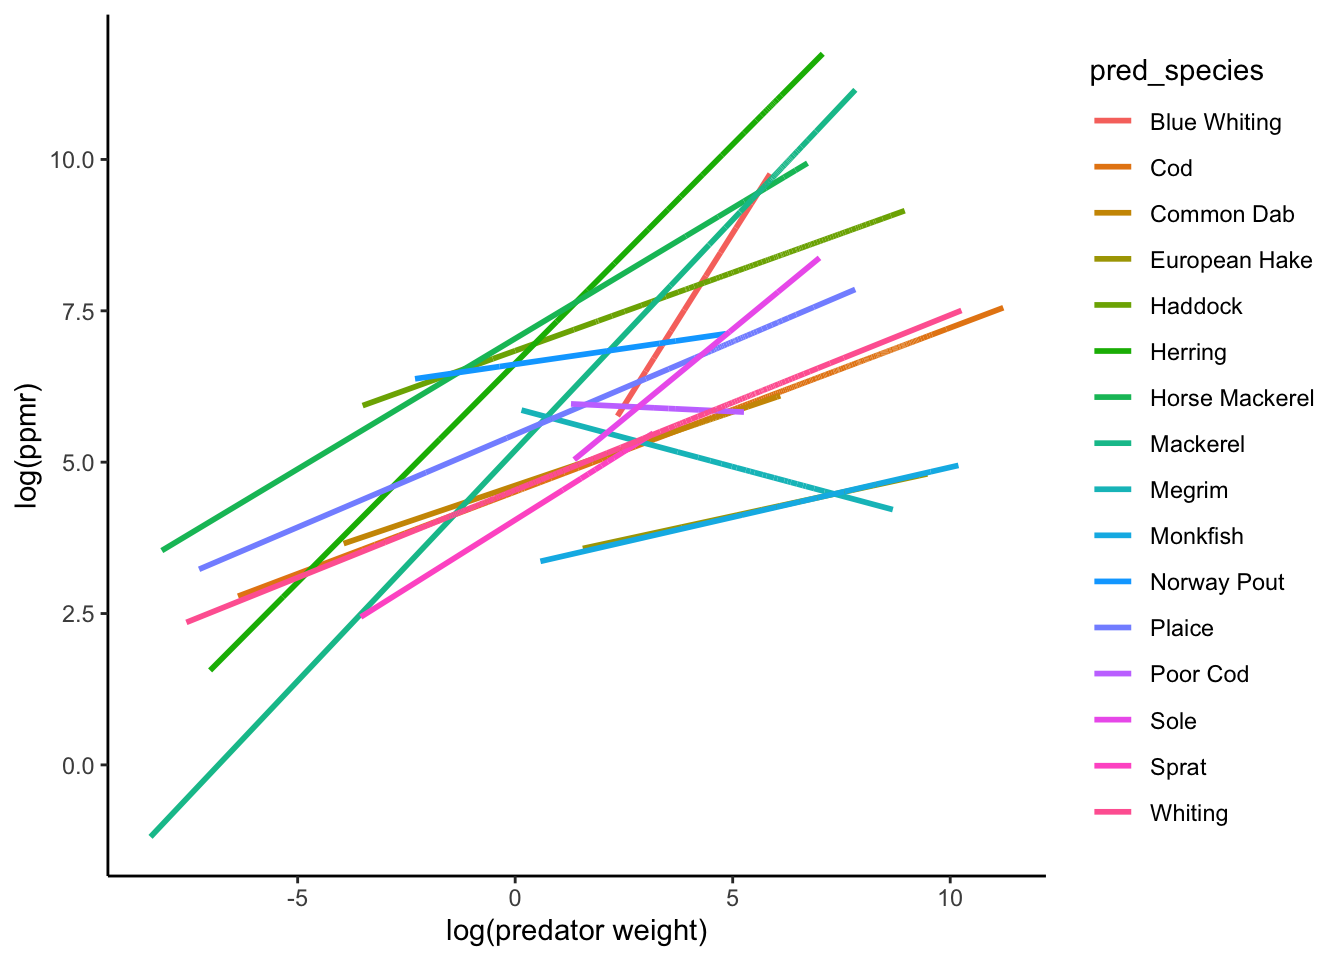 log(ppmr)
10.0
7.5
5.0
2.5
0.0
-5
0
5
10
log(predator weight)
pred_species
Blue Whiting
Cod
Common Dab
European Hake
Haddock
Herring
Horse Mackerel
Mackerel
Megrim
Monkfish
Norway Pout
Plaice
Poor Cod
Sole
Sprat
Whiting